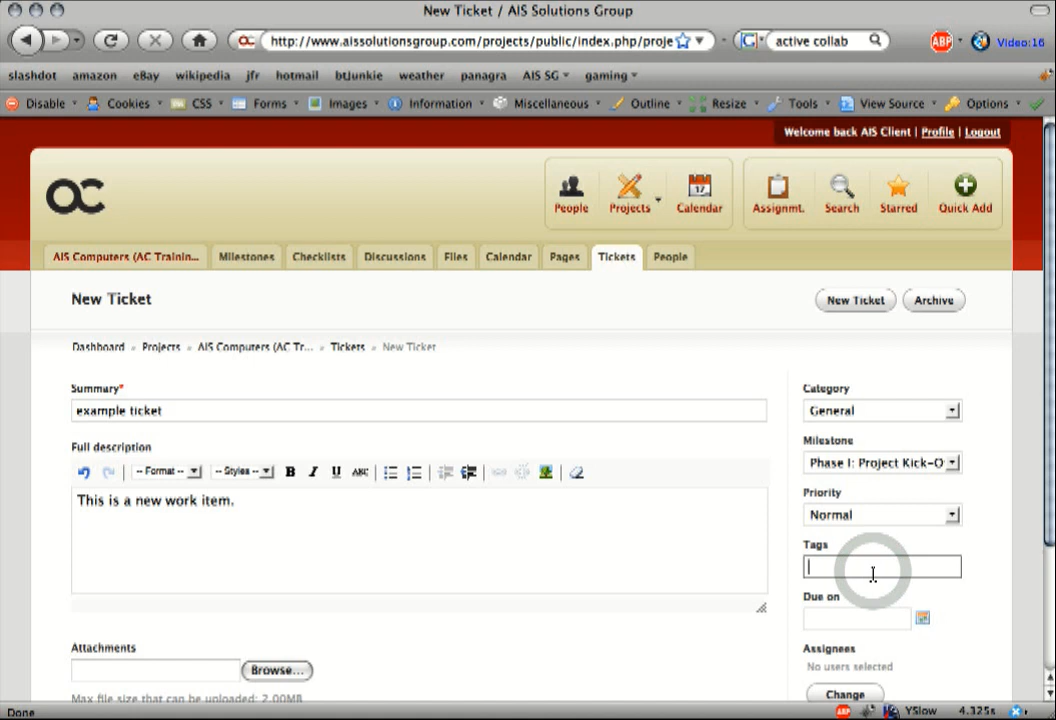 New Ticket / AIS Solutions Group
http://www.aissolutionsgroup.com/projects/public/index.php/proje
active collab
ABP
Video:16
slashdot amazon eBay wikipedia jfr hotmail btJunkie weather panagra AIS SG gaming
Disable Cookies CSS Forms Images Information Miscellaneous Outline Resize Tools View Source Options
Welcome back AIS Client | Profile | Logout
People Projects Calendar Assignmt. Search Starred Quick Add
AIS Computers (AC Trainin... Milestones Checklists Discussions Files Calendar Pages Tickets People
New Ticket
New Ticket Archive
Dashboard » Projects » AIS Computers (AC Tr... » Tickets » New Ticket
Summary*
example ticket
Full description
-- Format -- -- Styles -- B I U ABC
This is a new work item.
Attachments
Browse...
Max file size that can be uploaded: 2.00MB
Category
General
Milestone
Phase I: Project Kick-O
Priority
Normal
Tags
Due on
Assignees
No users selected
Change
Done
ABP YSlow 4.325s